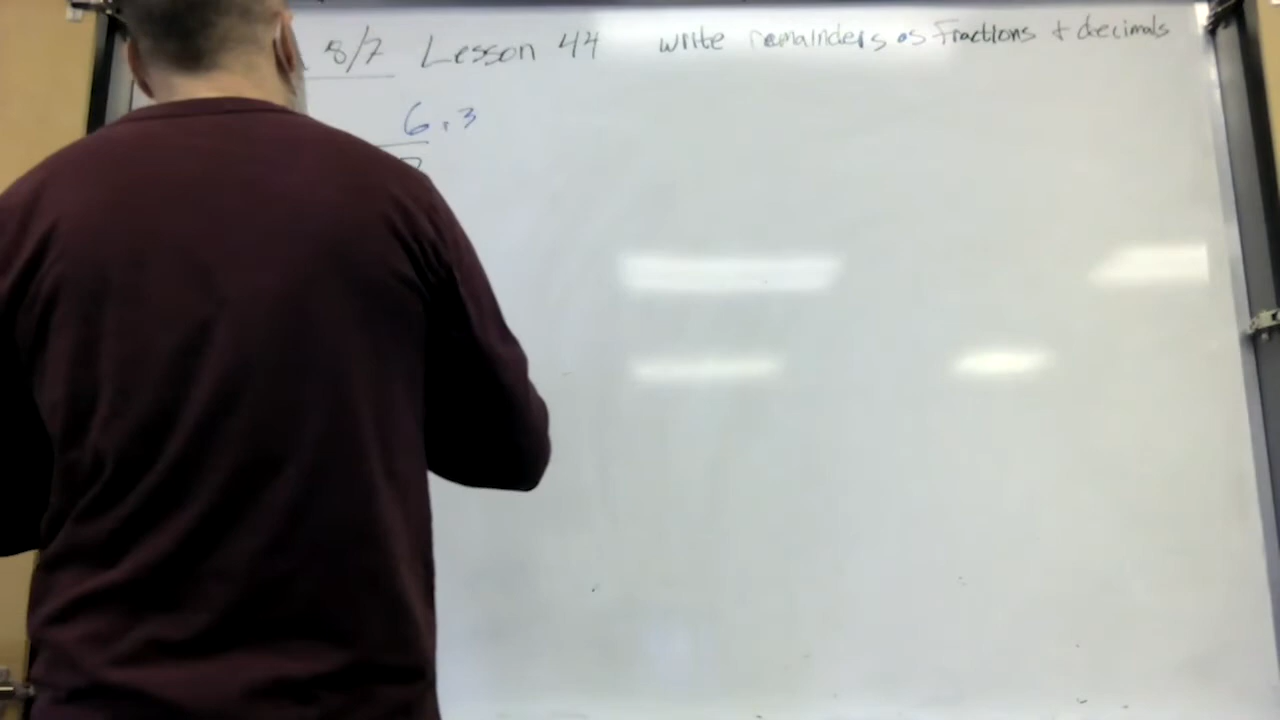 8/7 Lesson 44 write remainders as fractions + decimals
6.3